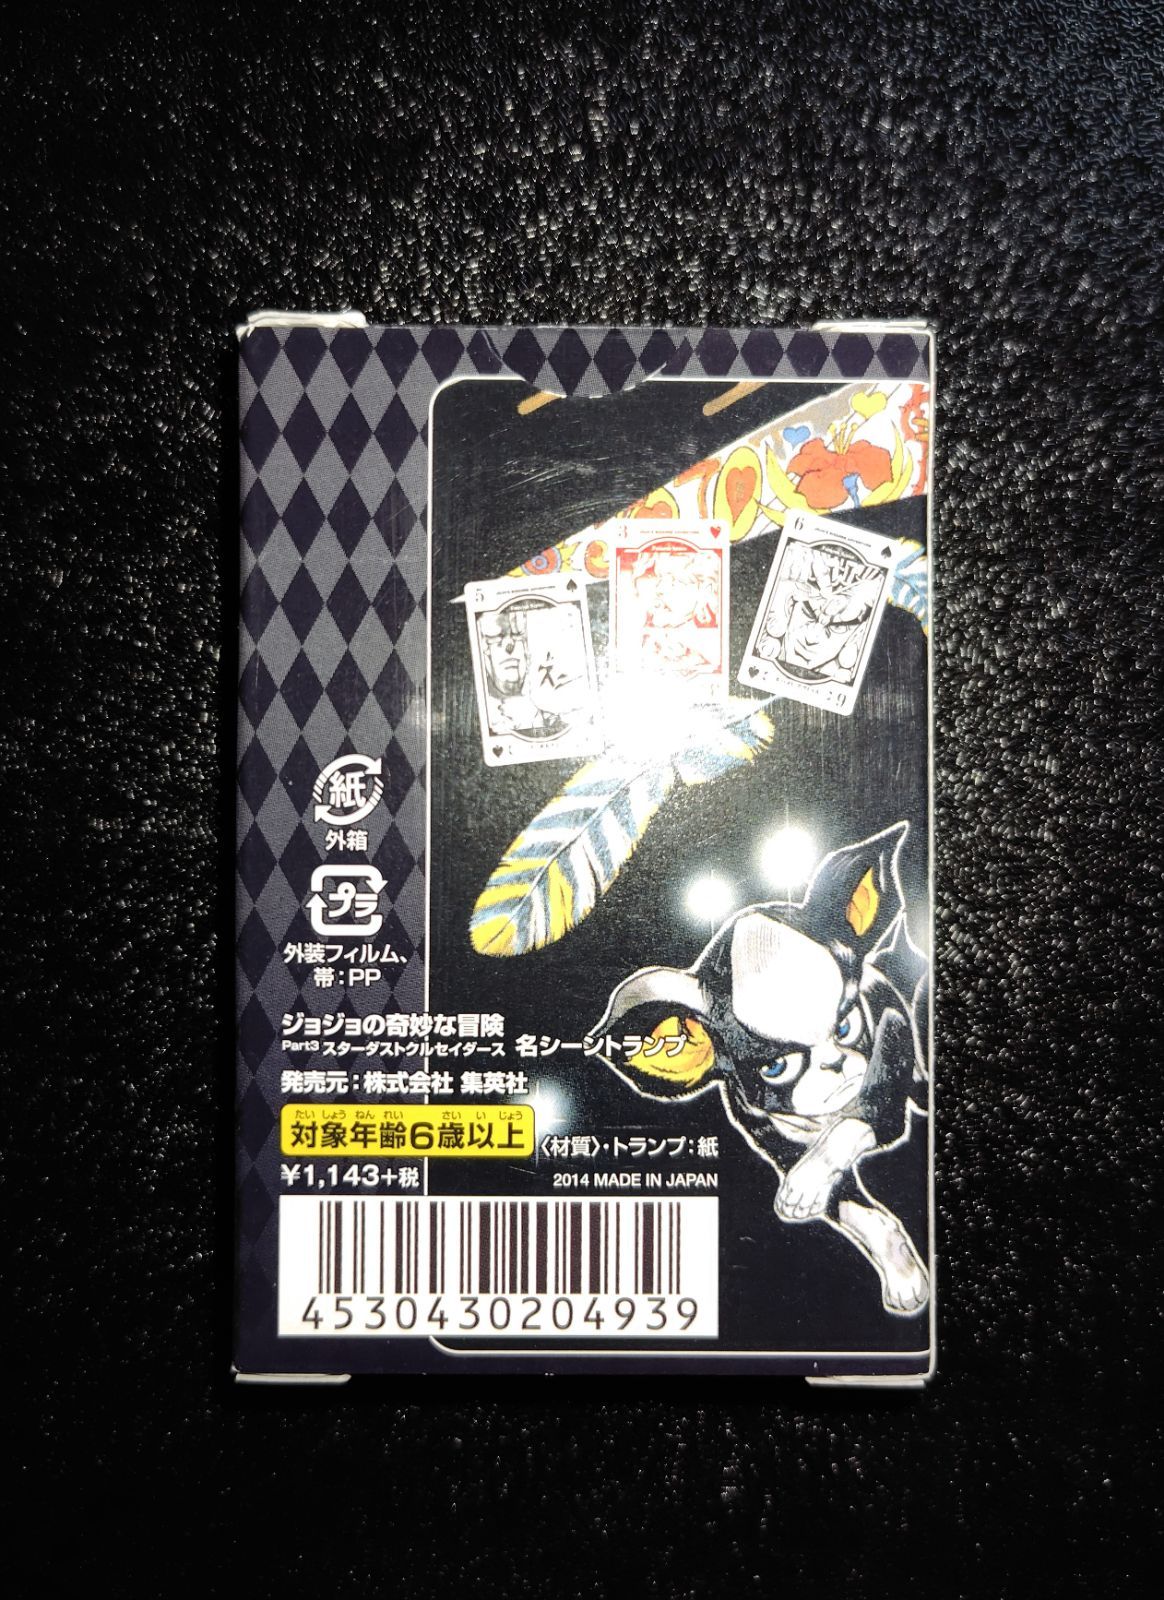 5
3
6
紙
外箱
プラ
外装フィルム、
帯：PP
ジョジョの奇妙な冒険
Part3 スターダストクルセイダース 名シーントランプ
発売元：株式会社 集英社
たいしょうねんれい さいいじょう
対象年齢6歳以上
〈材質〉・トランプ：紙
¥1,143+税
2014 MADE IN JAPAN
4530430204939